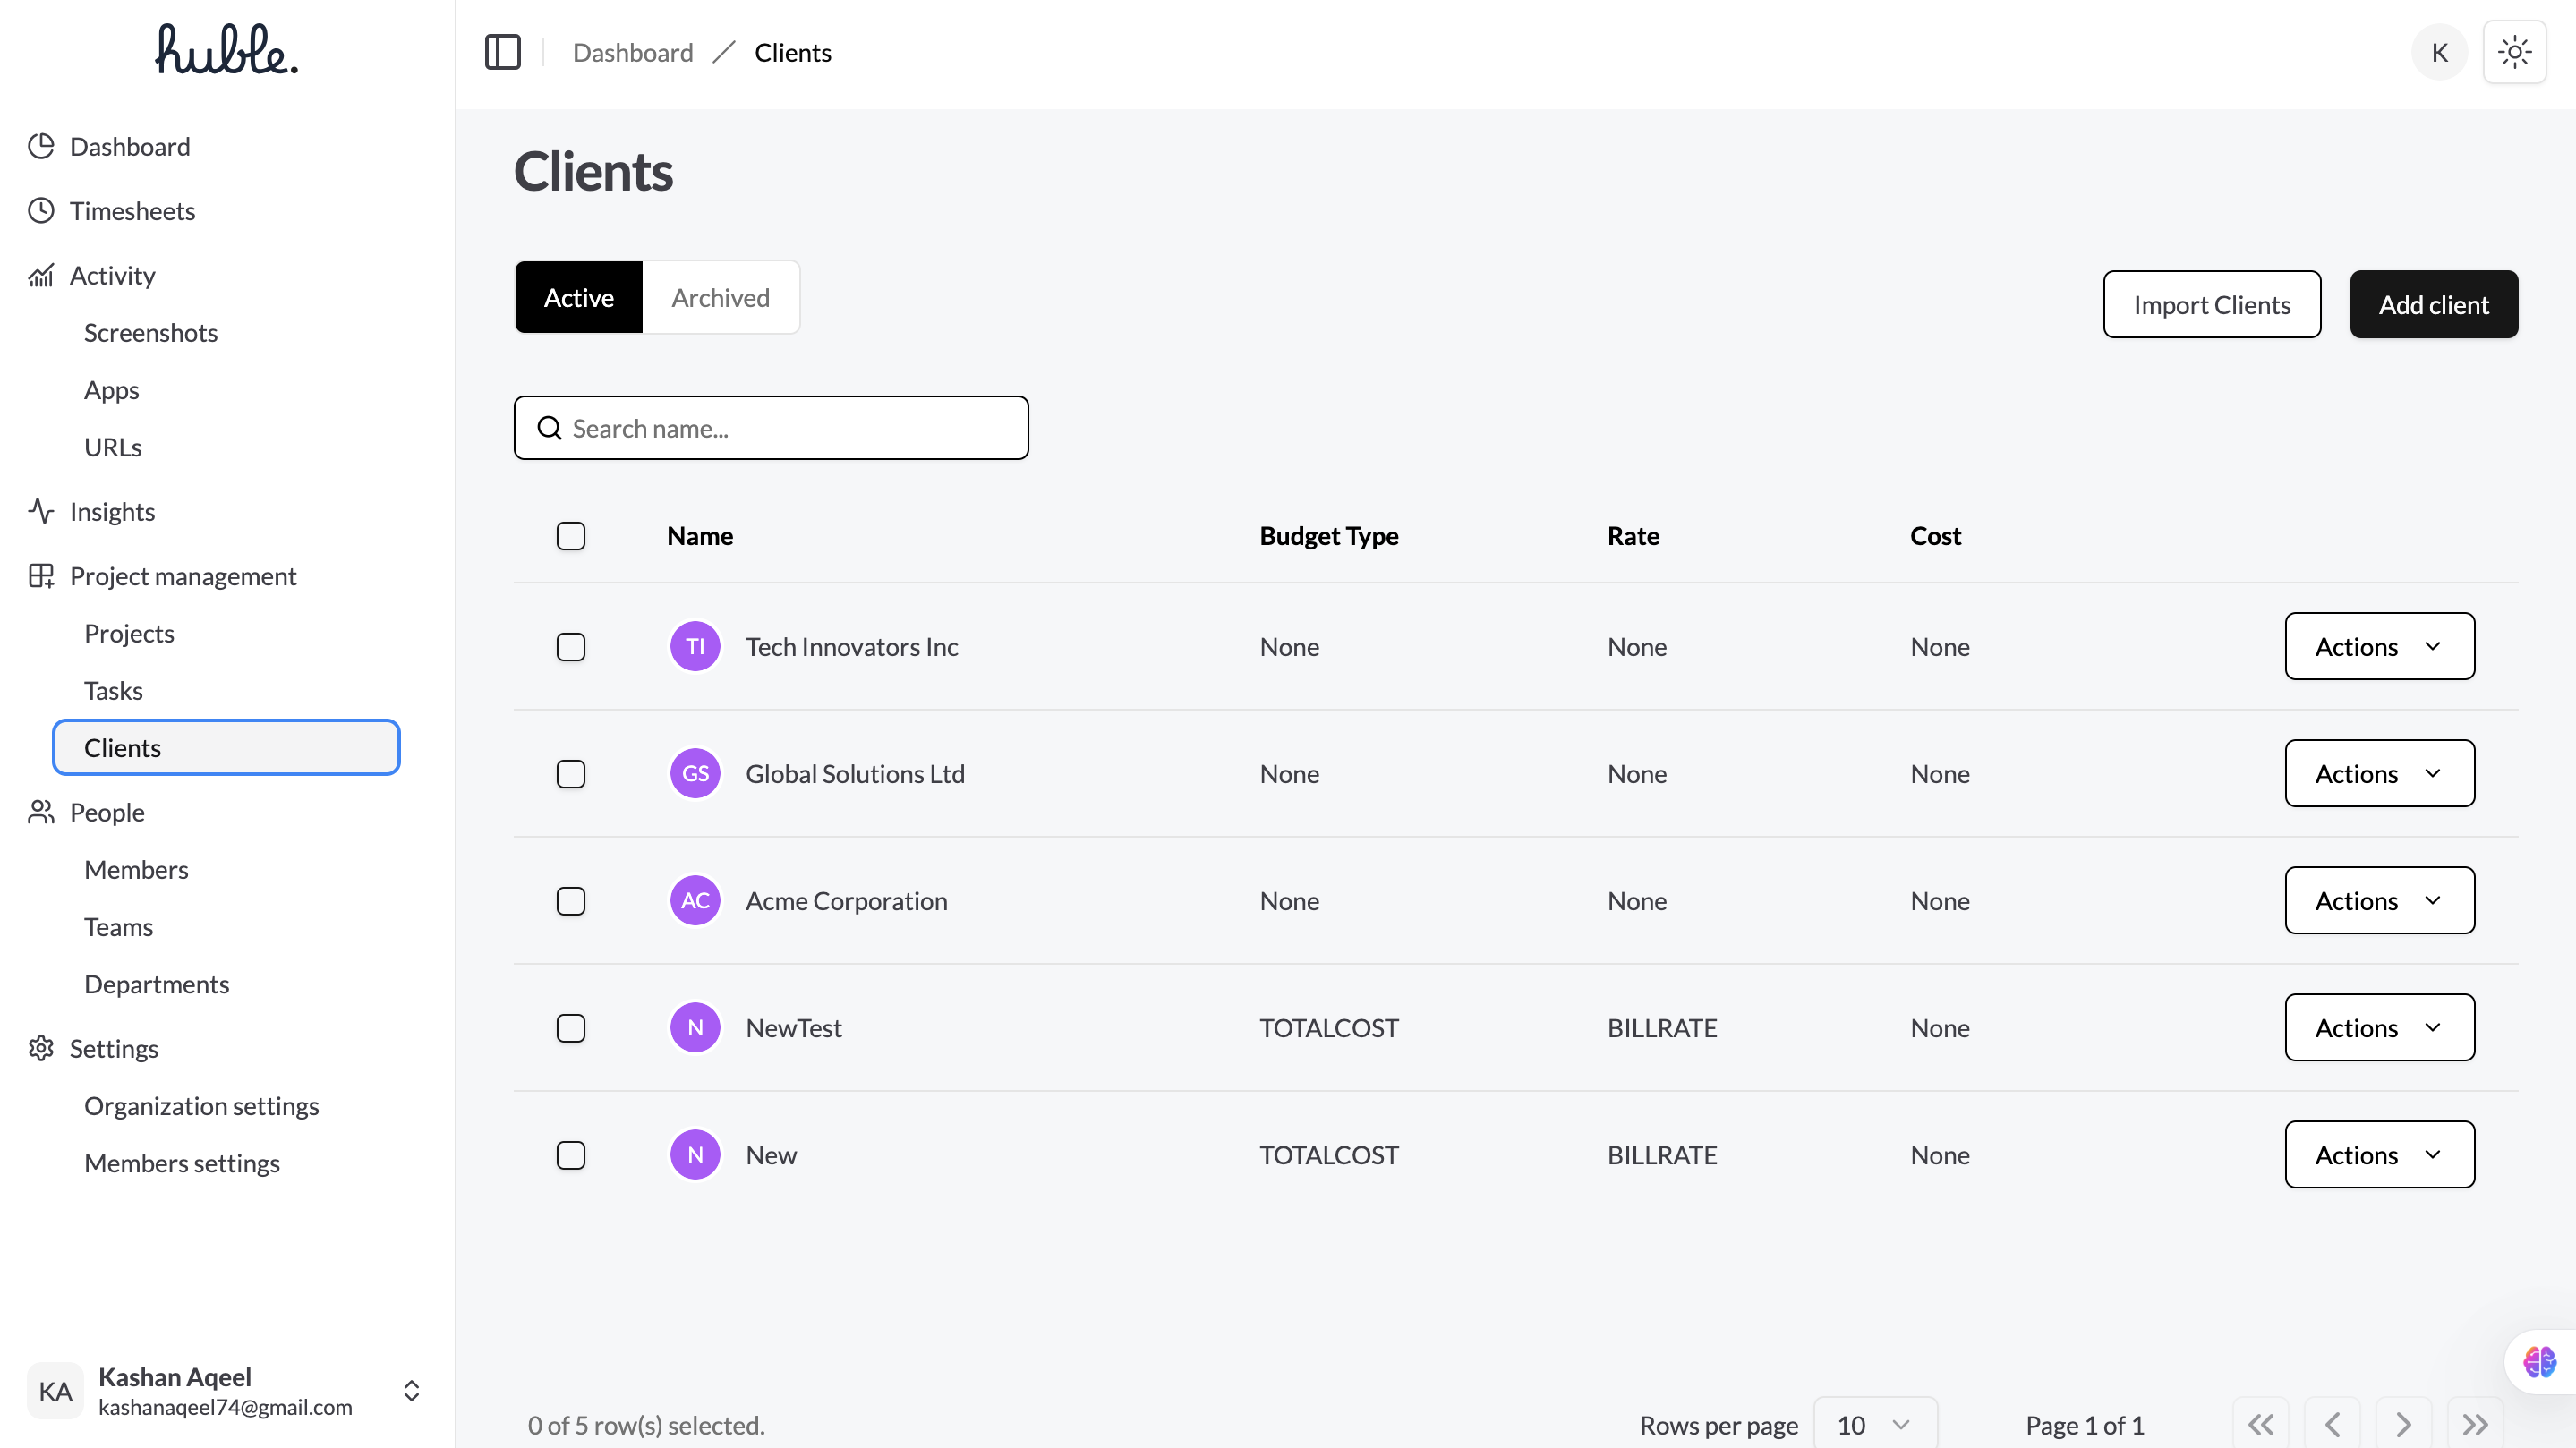 huble.
Dashboard
Timesheets
Activity
Screenshots
Apps
URLs
Insights
Project management
Projects
Tasks
Clients
People
Members
Teams
Departments
Settings
Organization settings
Members settings
KA
Kashan Aqeel
kashanaqeel74@gmail.com
Dashboard / Clients
K
Clients
Active Archived
Import Clients Add client
Search name...
Name Budget Type Rate Cost
TI Tech Innovators Inc None None None Actions
GS Global Solutions Ltd None None None Actions
AC Acme Corporation None None None Actions
N NewTest TOTALCOST BILLRATE None Actions
N New TOTALCOST BILLRATE None Actions
0 of 5 row(s) selected. Rows per page 10 Page 1 of 1